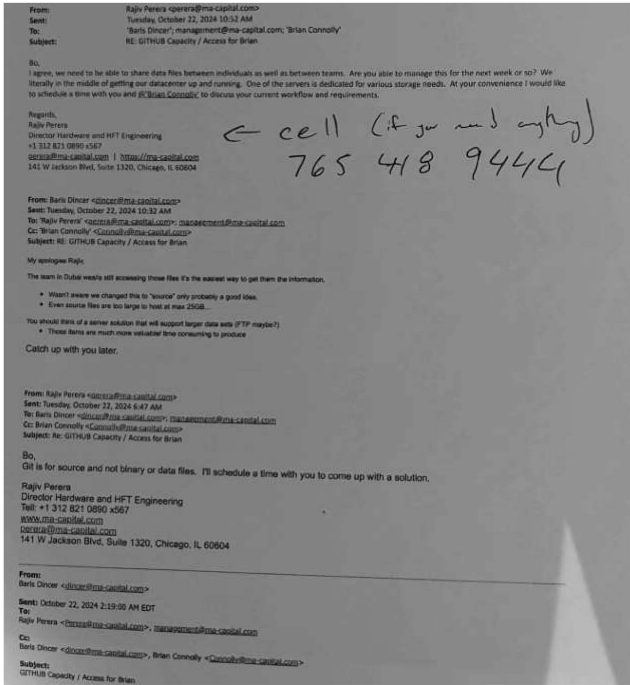 From: Rajiv Perera <perera@ma-capital.com>
Sent: Tuesday, October 22, 2024 10:52 AM
To: 'Baris Dincer'; management@ma-capital.com; 'Brian Connolly'
Subject: RE: GITHUB Capacity / Access for Brian
Bo,
I agree, we need to be able to share data files between individuals as well as between teams. Are you able to manage this for the next week or so? We
literally in the middle of getting our datacenter up and running. One of the servers is dedicated for various storage needs. At your convenience I would like
to schedule a time with you and @'Brian Connolly' to discuss your current workflow and requirements.
Regards,
Rajiv Perera
Director Hardware and HFT Engineering
+1 312 821 0890 x567
perera@ma-capital.com | https://ma-capital.com
141 W Jackson Blvd, Suite 1320, Chicago, IL 60604
← cell (if you need anything)
765 418 9444
From: Baris Dincer <dincer@ma-capital.com>
Sent: Tuesday, October 22, 2024 10:32 AM
To: 'Rajiv Perera' <perera@ma-capital.com>; management@ma-capital.com
Cc: 'Brian Connolly' <Connolly@ma-capital.com>
Subject: RE: GITHUB Capacity / Access for Brian
My apologies Rajiv,
The team in Dubai still accessing those files it's the easiest way to get them the information.
• Wasn't aware we changed this to "source" only probably a good idea.
• Even source files are too large to host at max 25GB...
You should think of a server solution that will support larger data sets (FTP maybe?)
• Those items are much more valuable/ time consuming to produce
Catch up with you later.
From: Rajiv Perera <perera@ma-capital.com>
Sent: Tuesday, October 22, 2024 6:47 AM
To: Baris Dincer <dincer@ma-capital.com>; management@ma-capital.com
Cc: Brian Connolly <Connolly@ma-capital.com>
Subject: Re: GITHUB Capacity / Access for Brian
Bo,
Git is for source and not binary or data files. I'll schedule a time with you to come up with a solution.
Rajiv Perera
Director Hardware and HFT Engineering
Tell: +1 312 821 0890 x567
www.ma-capital.com
perera@ma-capital.com
141 W Jackson Blvd, Suite 1320, Chicago, IL 60604
From:
Baris Dincer <dincer@ma-capital.com>
Sent: October 22, 2024 2:19:00 AM EDT
To:
Rajiv Perera <Perera@ma-capital.com>, management@ma-capital.com
Cc:
Baris Dincer <dincer@ma-capital.com>, Brian Connolly <Connolly@ma-capital.com>
Subject:
GITHUB Capacity / Access for Brian